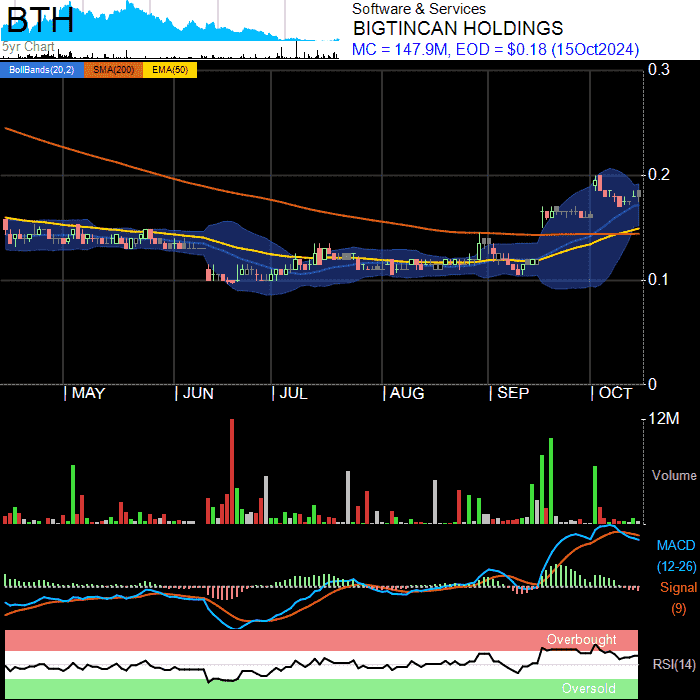 BTH
5yr Chart
Software & Services
BIGTINCAN HOLDINGS
MC = 147.9M, EOD = $0.18 (15Oct2024)
BollBands(20,2) SMA(200) EMA(50)
0.3
0.2
0.1
0
MAY JUN JUL AUG SEP OCT
12M
Volume
MACD
(12-26)
Signal
(9)
Overbought
RSI(14)
Oversold